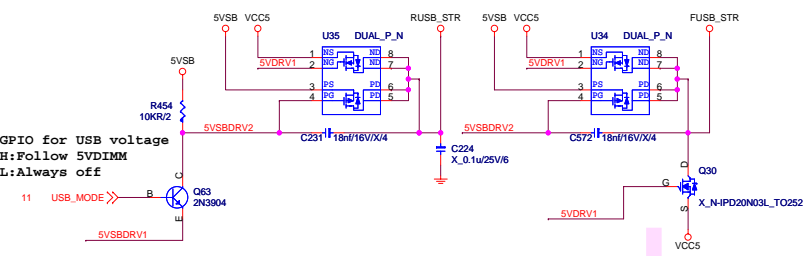 5VSB VCC5
RUSB_STR
5VSB VCC5
FUSB_STR
U35 DUAL_P_N
U34 DUAL_P_N
1 NS ND 8
5VDRV1 2 NG ND 7
3 PS PD 6
4 PG PD 5
1 NS ND 8
5VDRV1 2 NG ND 7
3 PS PD 6
4 PG PD 5
5VSB
R454
10KR/2
5VSBDRV2
C231 18nf/16V/X/4
5VSBDRV2
C572 18nf/16V/X/4
GPIO for USB voltage
H:Follow 5VDIMM
L:Always off
C224
X_0.1u/25V/6
11 USB_MODE
B
C
E
Q63
2N3904
5VSBDRV1
D
G
S
Q30
X_N-IPD20N03L_TO252
5VDRV1
VCC5